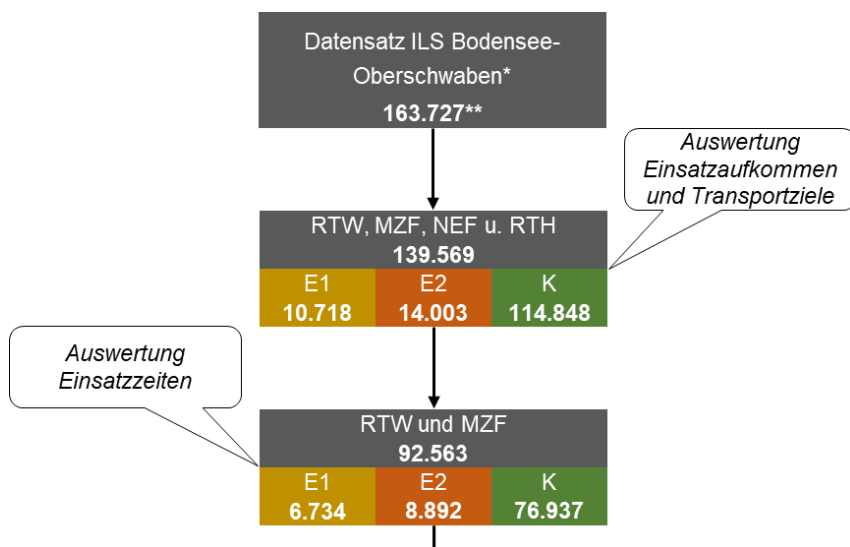 Datensatz ILS Bodensee-
Oberschwaben*
163.727**
Auswertung
Einsatzaufkommen
und Transportziele
RTW, MZF, NEF u. RTH
139.569
E1 E2 K
10.718 14.003 114.848
Auswertung
Einsatzzeiten
RTW und MZF
92.563
E1 E2 K
6.734 8.892 76.937